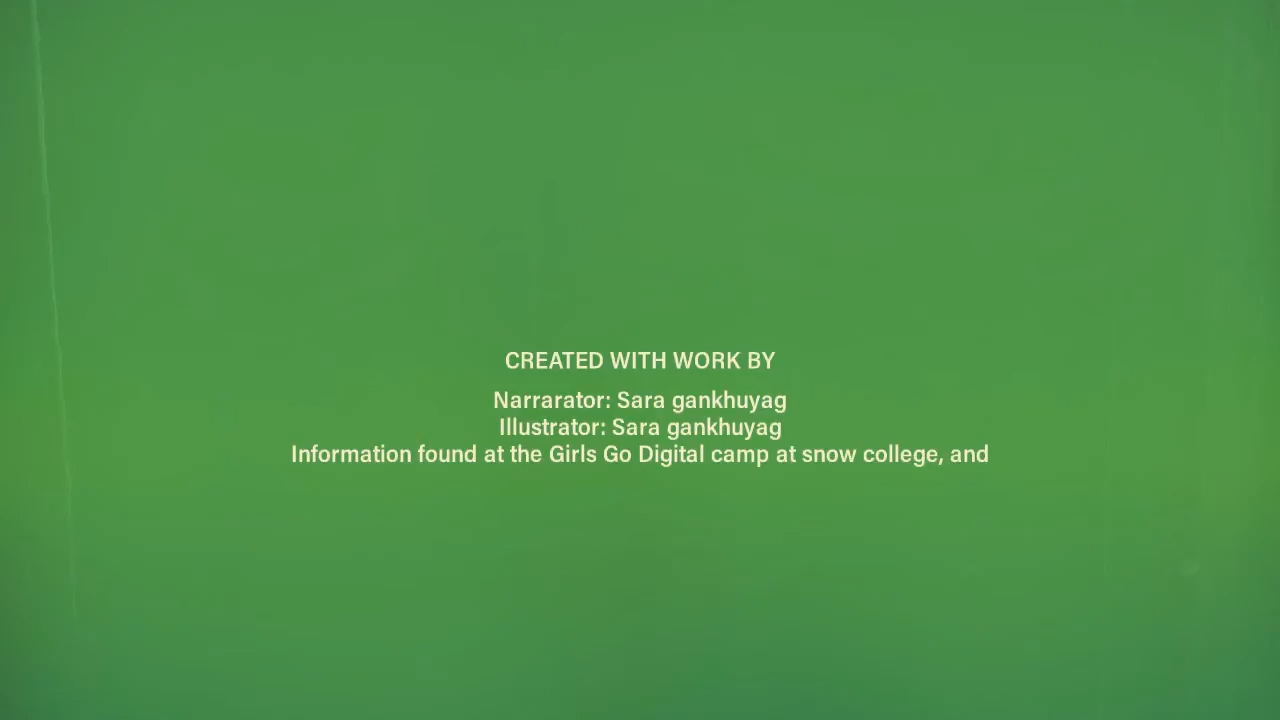 CREATED WITH WORK BY
Narrarator: Sara gankhuyag
Illustrator: Sara gankhuyag
Information found at the Girls Go Digital camp at snow college, and